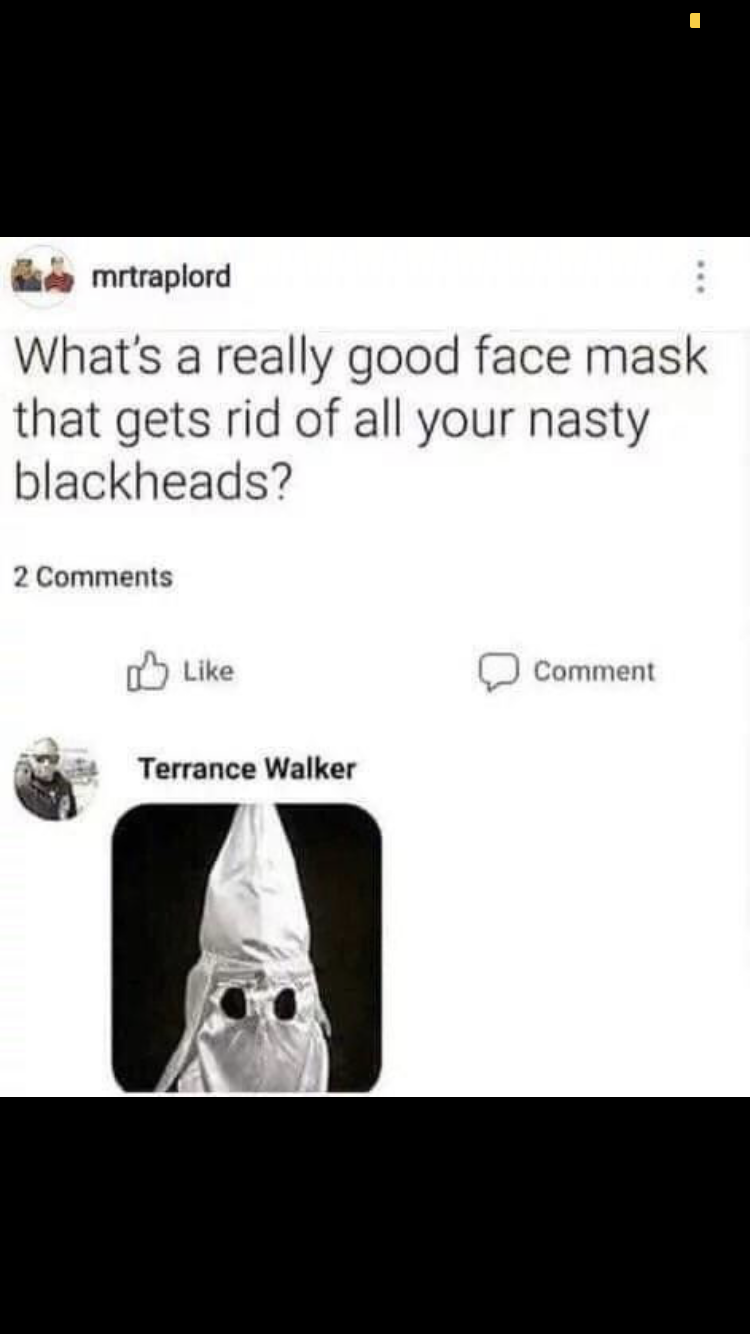 mrtraplord
What's a really good face mask
that gets rid of all your nasty
blackheads?
2 Comments
Like
Comment
Terrance Walker